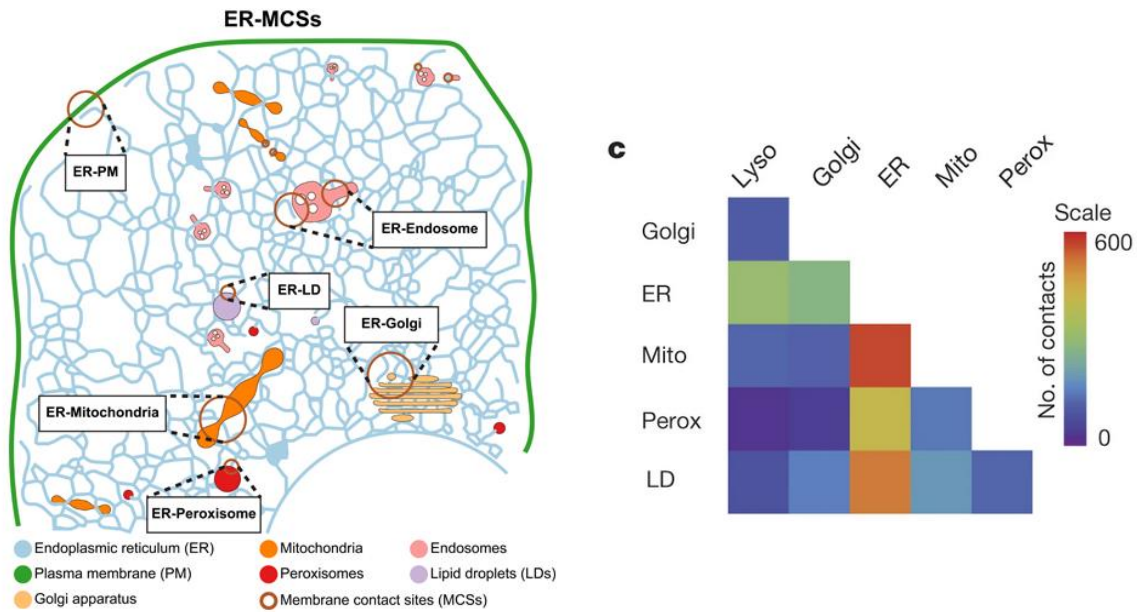 ER-MCSs
ER-PM
ER-Endosome
ER-LD
ER-Golgi
ER-Mitochondria
ER-Peroxisome
Endoplasmic reticulum (ER)
Mitochondria
Endosomes
Plasma membrane (PM)
Peroxisomes
Lipid droplets (LDs)
Golgi apparatus
Membrane contact sites (MCSs)
c
Lyso
Golgi
ER
Mito
Perox
Golgi
ER
Mito
Perox
LD
Scale
600
0
No. of contacts